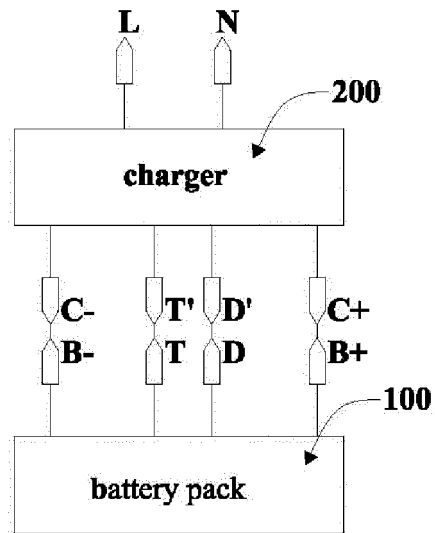 L N
200
charger
C- T' D' C+
B- T D B+
100
battery pack